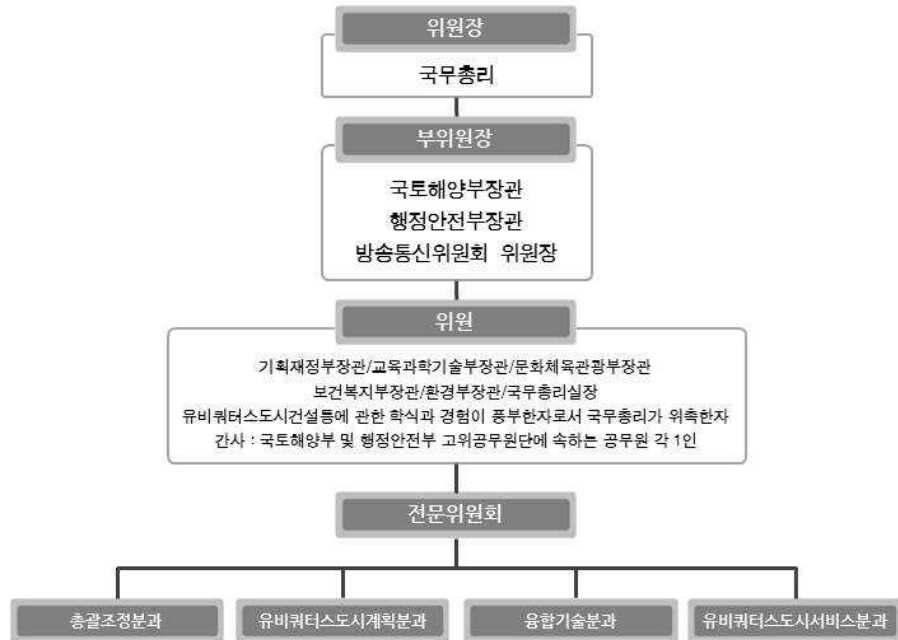 위원장
국무총리
부위원장
국토해양부장관
행정안전부장관
방송통신위원회 위원장
위원
기획재정부장관/교육과학기술부장관/문화체육관광부장관
보건복지부장관/환경부장관/국무총리실장
유비쿼터스도시건설등에 관한 학식과 경험이 풍부한자로서 국무총리가 위촉한자
간사 : 국토해양부 및 행정안전부 고위공무원단에 속하는 공무원 각 1인
전문위원회
총괄조정분과
유비쿼터스도시계획분과
융합기술분과
유비쿼터스도시서비스분과